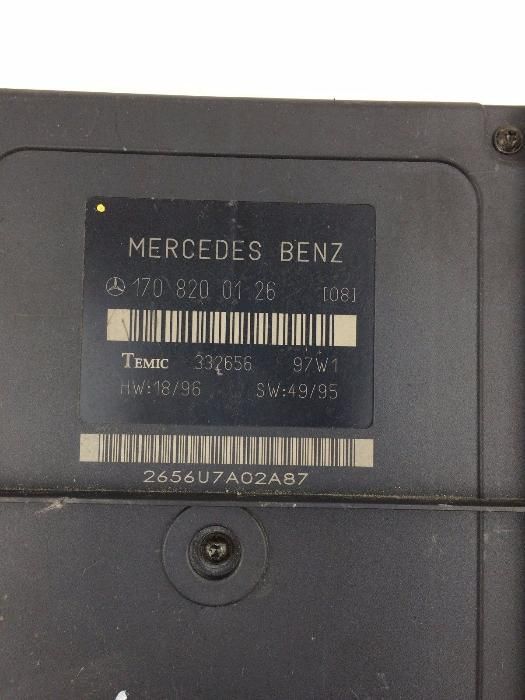 MERCEDES BENZ
170 820 01 26 [08]
TEMIC 332656 97W1
HW:18/96 SW:49/95
2656U7A02A87